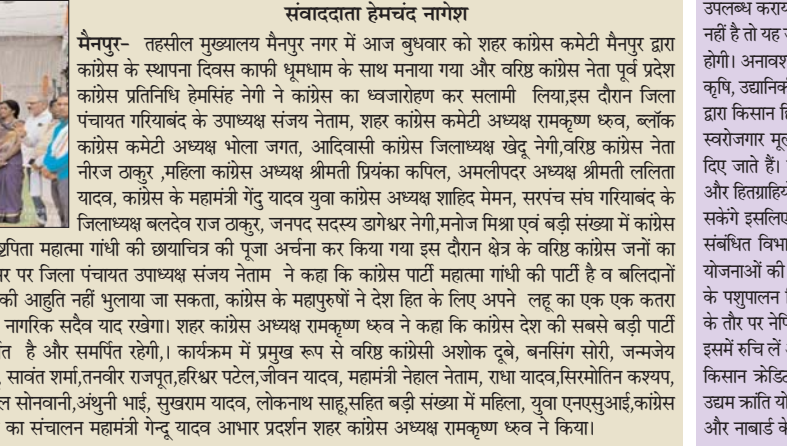 संवाददाता हेमचंद नागेश
मैनपुर- तहसील मुख्यालय मैनपुर नगर में आज बुधवार को शहर कांग्रेस कमेटी मैनपुर द्वारा
कांग्रेस के स्थापना दिवस काफी धूमधाम के साथ मनाया गया और वरिष्ठ कांग्रेस नेता पूर्व प्रदेश
कांग्रेस प्रतिनिधि हेमसिंह नेगी ने कांग्रेस का ध्वजारोहण कर सलामी लिया,इस दौरान जिला
पंचायत गरियाबंद के उपाध्यक्ष संजय नेताम, शहर कांग्रेस कमेटी अध्यक्ष रामकृष्ण ध्रुव, ब्लॉक
कांग्रेस कमेटी अध्यक्ष भोला जगत, आदिवासी कांग्रेस जिलाध्यक्ष खेदू नेगी,वरिष्ठ कांग्रेस नेता
नीरज ठाकुर ,महिला कांग्रेस अध्यक्ष श्रीमती प्रियंका कपिल, अमलीपदर अध्यक्ष श्रीमती ललिता
यादव, कांग्रेस के महामंत्री गेंदु यादव युवा कांग्रेस अध्यक्ष शाहिद मेमन, सरपंच संघ गरियाबंद के
जिलाध्यक्ष बलदेव राज ठाकुर, जनपद सदस्य डागेश्वर नेगी,मनोज मिश्रा एवं बड़ी संख्या में कांग्रेस
महात्मा गांधी की छायाचित्र की पूजा अर्चना कर किया गया इस दौरान क्षेत्र के वरिष्ठ कांग्रेस जनों का
पर जिला पंचायत उपाध्यक्ष संजय नेताम ने कहा कि कांग्रेस पार्टी महात्मा गांधी की पार्टी है व बलिदानों
की आहुति नहीं भुलाया जा सकता, कांग्रेस के महापुरुषों ने देश हित के लिए अपने लहू का एक एक कतरा
नागरिक सदैव याद रखेगा। शहर कांग्रेस अध्यक्ष रामकृष्ण ध्रुव ने कहा कि कांग्रेस देश की सबसे बड़ी पार्टी
है और समर्पित रहेगी,। कार्यक्रम में प्रमुख रूप से वरिष्ठ कांग्रेसी अशोक दूबे, बनसिंग सोरी, जन्मजेय
, सावंत शर्मा,तनवीर राजपूत,हरिश्वर पटेल,जीवन यादव, महामंत्री नेहाल नेताम, राधा यादव,सिरमोतिन कश्यप,
सोनवानी,अंथुनी भाई, सुखराम यादव, लोकनाथ साहू,सहित बड़ी संख्या में महिला, युवा एनएसुआई,कांग्रेस
का संचालन महामंत्री गेन्दू यादव आभार प्रदर्शन शहर कांग्रेस अध्यक्ष रामकृष्ण ध्रुव ने किया।
उपलब्ध
नहीं है तो यह
होगी।
कृषि,
द्वारा किसान
स्वरोजगार
दिए जाते हैं।
और
सकेंगे इसलिए
संबंधित
योजनाओं की
के पशुपालन
के तौर पर
इसमें रुचि लें
किसान
उद्यम क्रांति
और नाबार्ड के